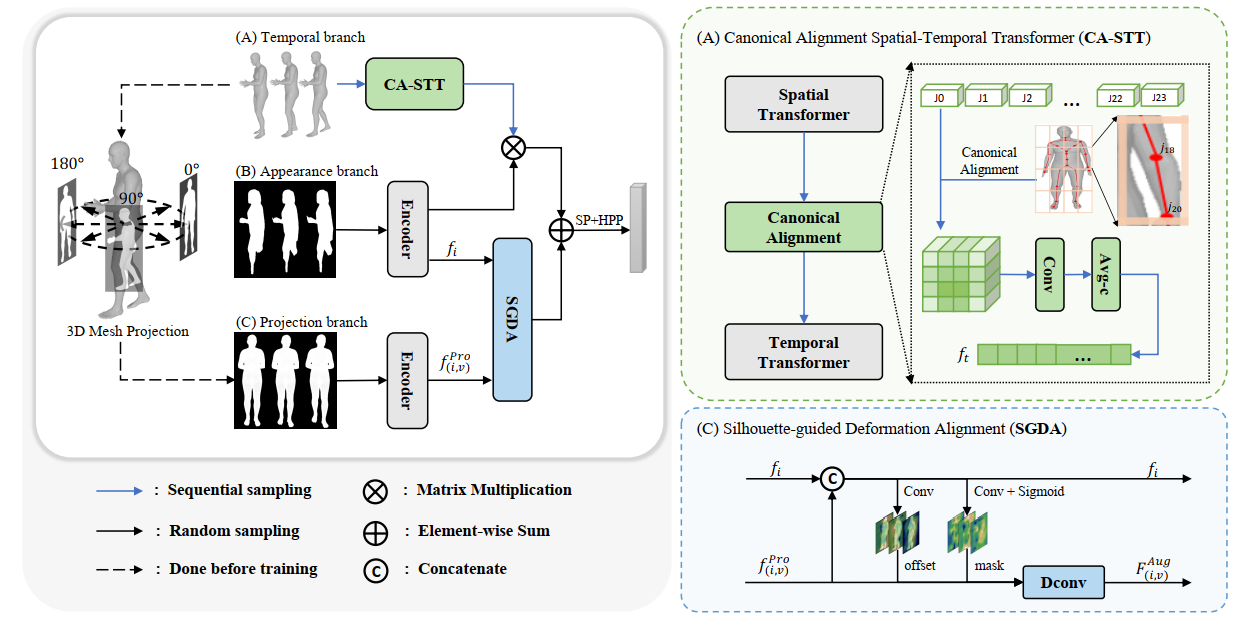 (A) Temporal branch
CA-STT
180°
0°
90°
3D Mesh Projection
(B) Appearance branch
Encoder
f_i
SGDA
SP+HPP
(C) Projection branch
Encoder
f_{(i,v)}^{Pro}
: Sequential sampling
: Random sampling
: Done before training
: Matrix Multiplication
: Element-wise Sum
C : Concatenate
(A) Canonical Alignment Spatial-Temporal Transformer (CA-STT)
Spatial
Transformer
Canonical
Alignment
Temporal
Transformer
J0 J1 J2 ... J22 J23
Canonical
Alignment
j_{18}
j_{20}
Conv
Avg-c
f_t
...
(C) Silhouette-guided Deformation Alignment (SGDA)
f_i
C
f_i
Conv
Conv + Sigmoid
offset
mask
f_{(i,v)}^{Pro}
Dconv
F_{(i,v)}^{Aug}